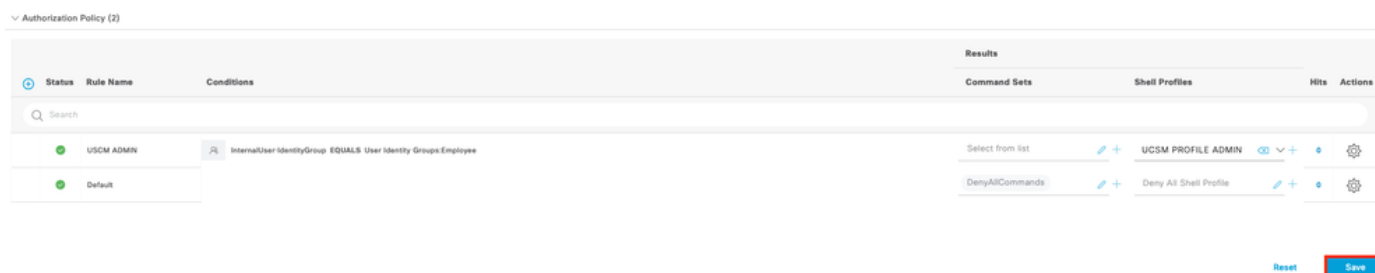 Authorization Policy (2)
Results
Status Rule Name Conditions Command Sets Shell Profiles Hits Actions
Search
USCM ADMIN InternalUser·IdentityGroup EQUALS User Identity Groups:Employee Select from list UCSM PROFILE ADMIN
Default DenyAllCommands Deny All Shell Profile
Reset Save